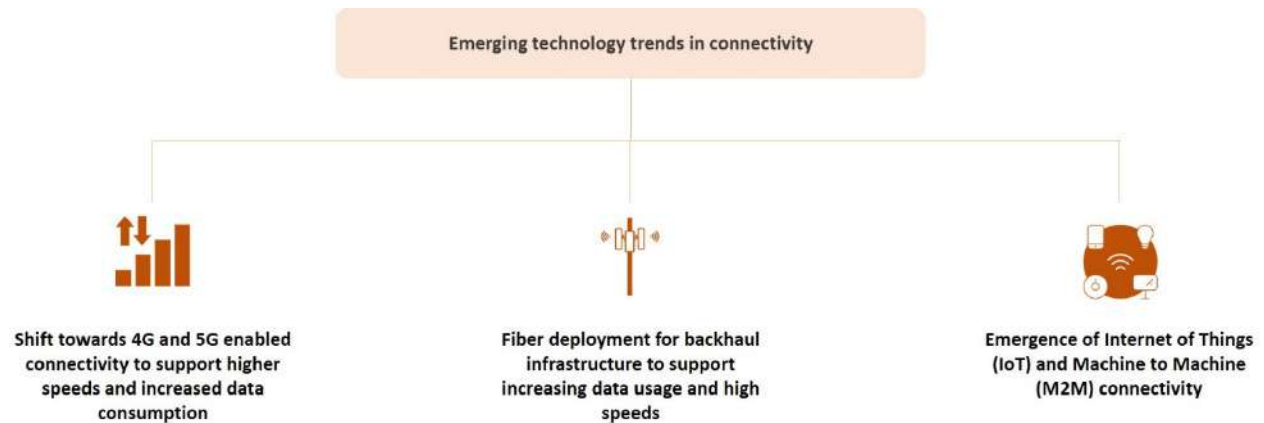 Emerging technology trends in connectivity
Shift towards 4G and 5G enabled
connectivity to support higher
speeds and increased data
consumption
Fiber deployment for backhaul
infrastructure to support
increasing data usage and high
speeds
Emergence of Internet of Things
(IoT) and Machine to Machine
(M2M) connectivity